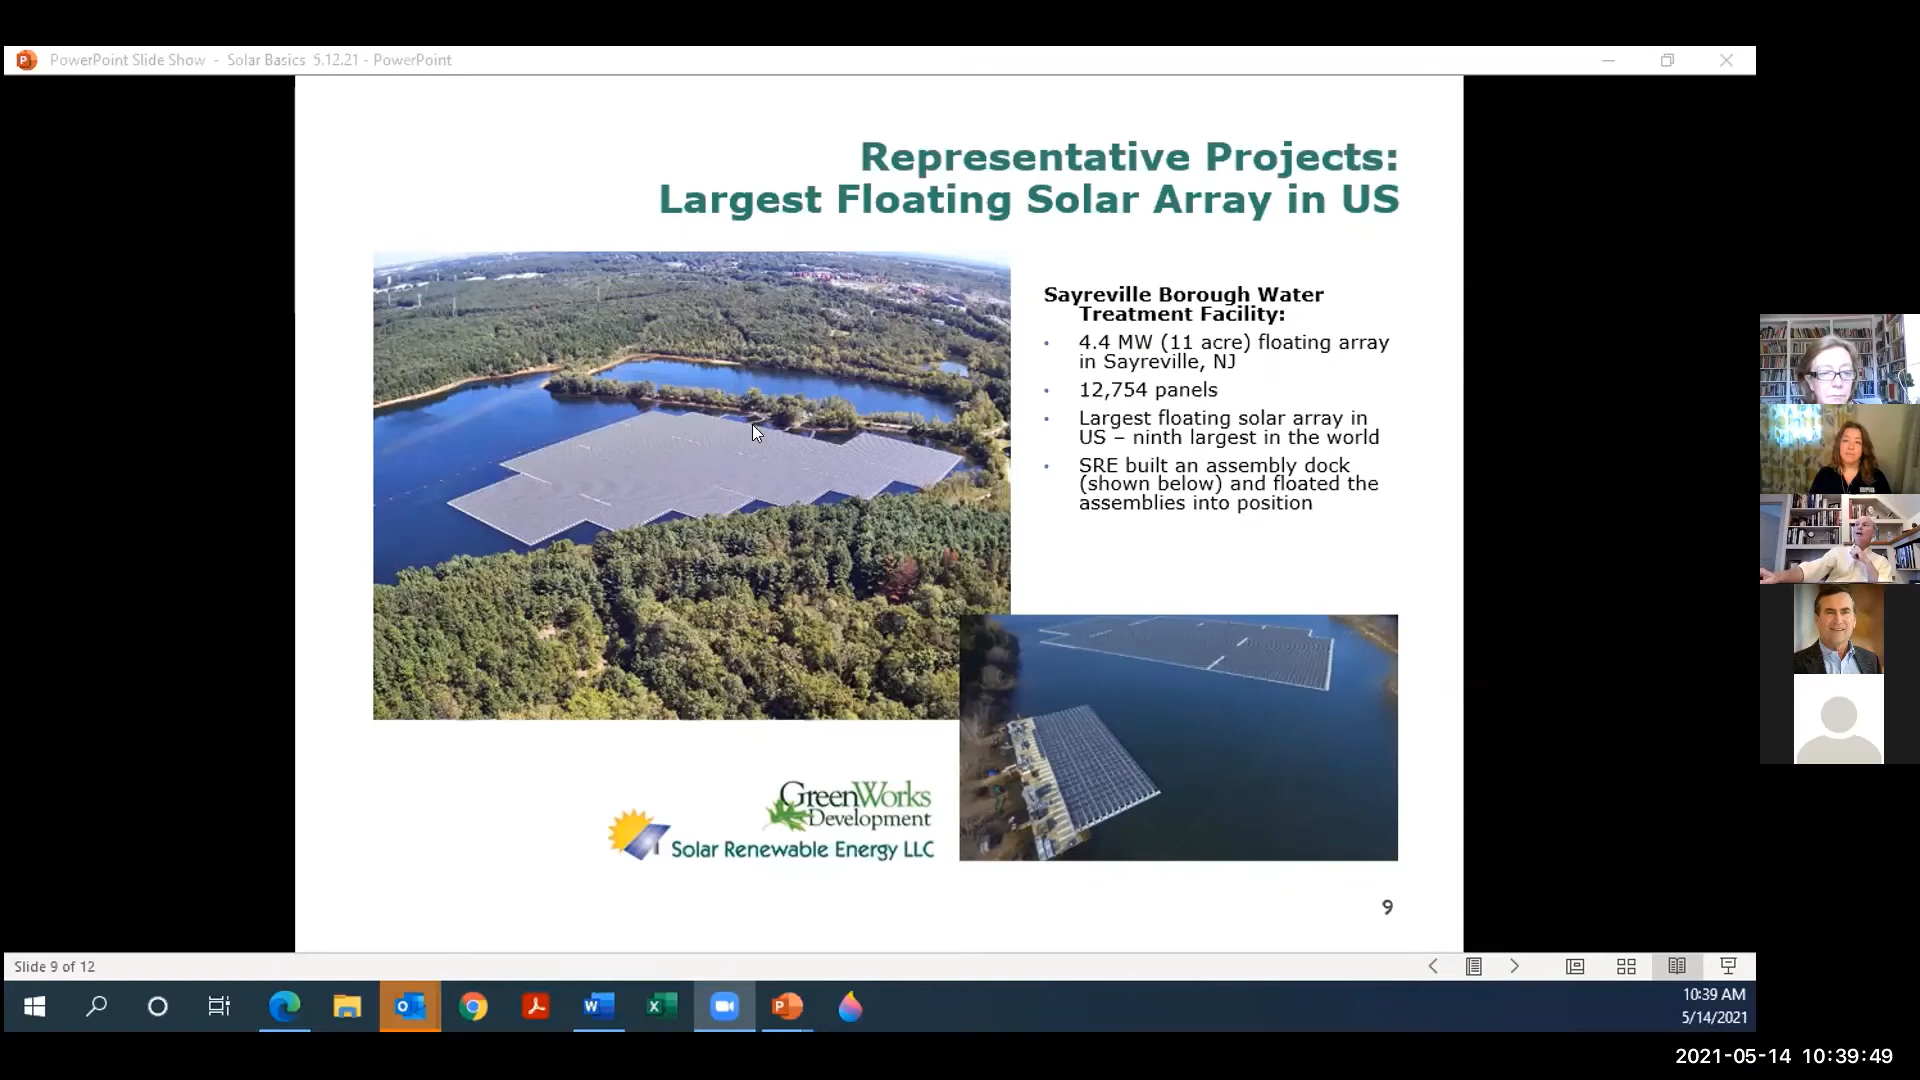 PowerPoint Slide Show - Solar Basics 5.12.21 - PowerPoint
Representative Projects:
Largest Floating Solar Array in US
Sayreville Borough Water
Treatment Facility:
• 4.4 MW (11 acre) floating array
in Sayreville, NJ
• 12,754 panels
• Largest floating solar array in
US – ninth largest in the world
• SRE built an assembly dock
(shown below) and floated the
assemblies into position
GreenWorks
Development
Solar Renewable Energy LLC
9
Slide 9 of 12
10:39 AM
5/14/2021
2021-05-14 10:39:49